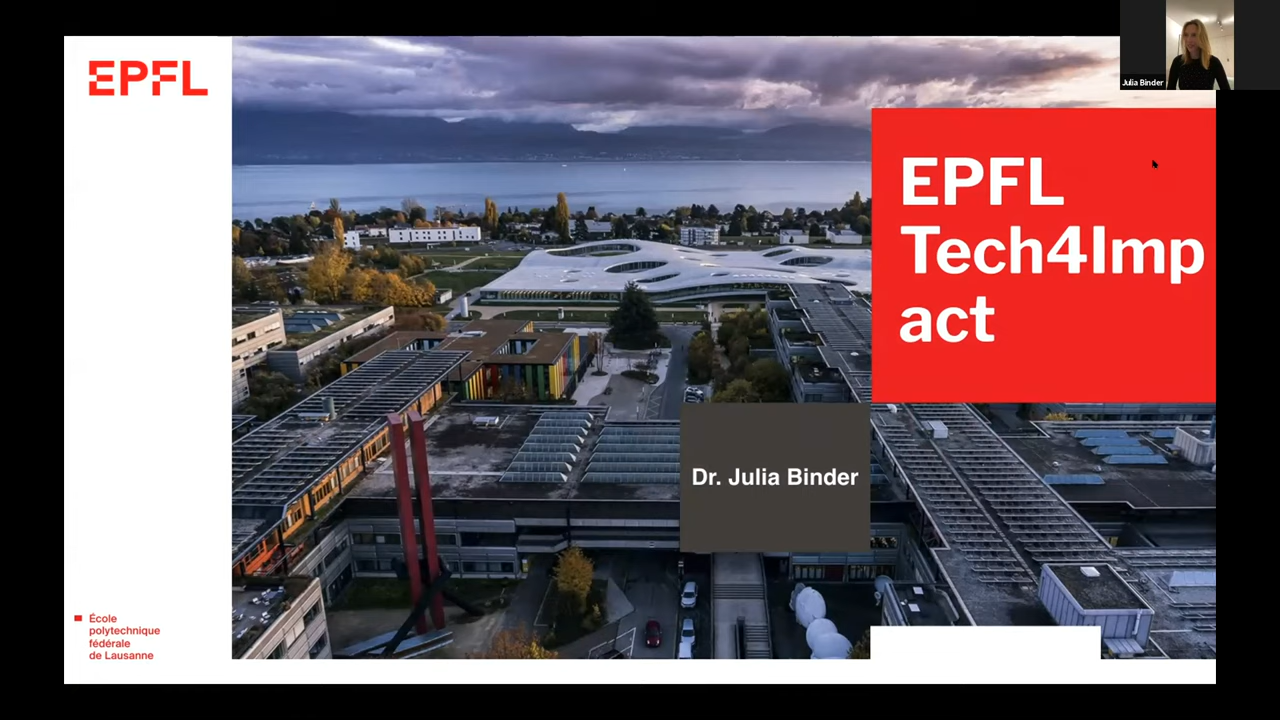 EPFL
Julia Binder
EPFL
Tech4Imp
act
Dr. Julia Binder
École
polytechnique
fédérale
de Lausanne